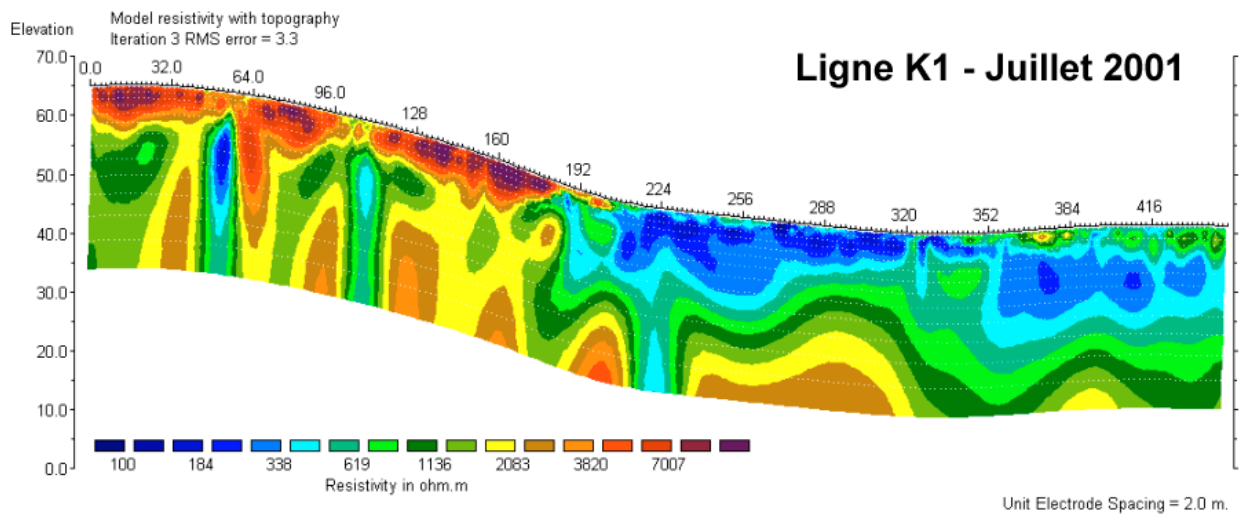 Model resistivity with topography
Elevation
Iteration 3 RMS error = 3.3
Ligne K1 - Juillet 2001
70.0
0.0 32.0 64.0 96.0 128 160 192 224 256 288 320 352 384 416
60.0
50.0
40.0
30.0
20.0
10.0
0.0
100 184 338 619 1136 2083 3820 7007
Resistivity in ohm.m
Unit Electrode Spacing = 2.0 m.